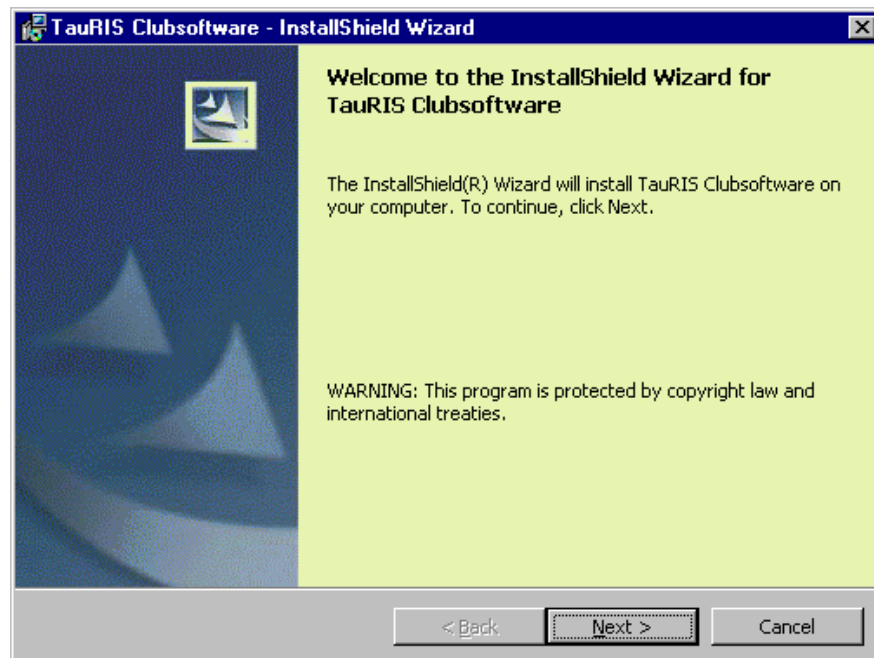 TauRIS Clubsoftware - InstallShield Wizard
Welcome to the InstallShield Wizard for
TauRIS Clubsoftware
The InstallShield(R) Wizard will install TauRIS Clubsoftware on
your computer. To continue, click Next.
WARNING: This program is protected by copyright law and
international treaties.
< Back
Next >
Cancel